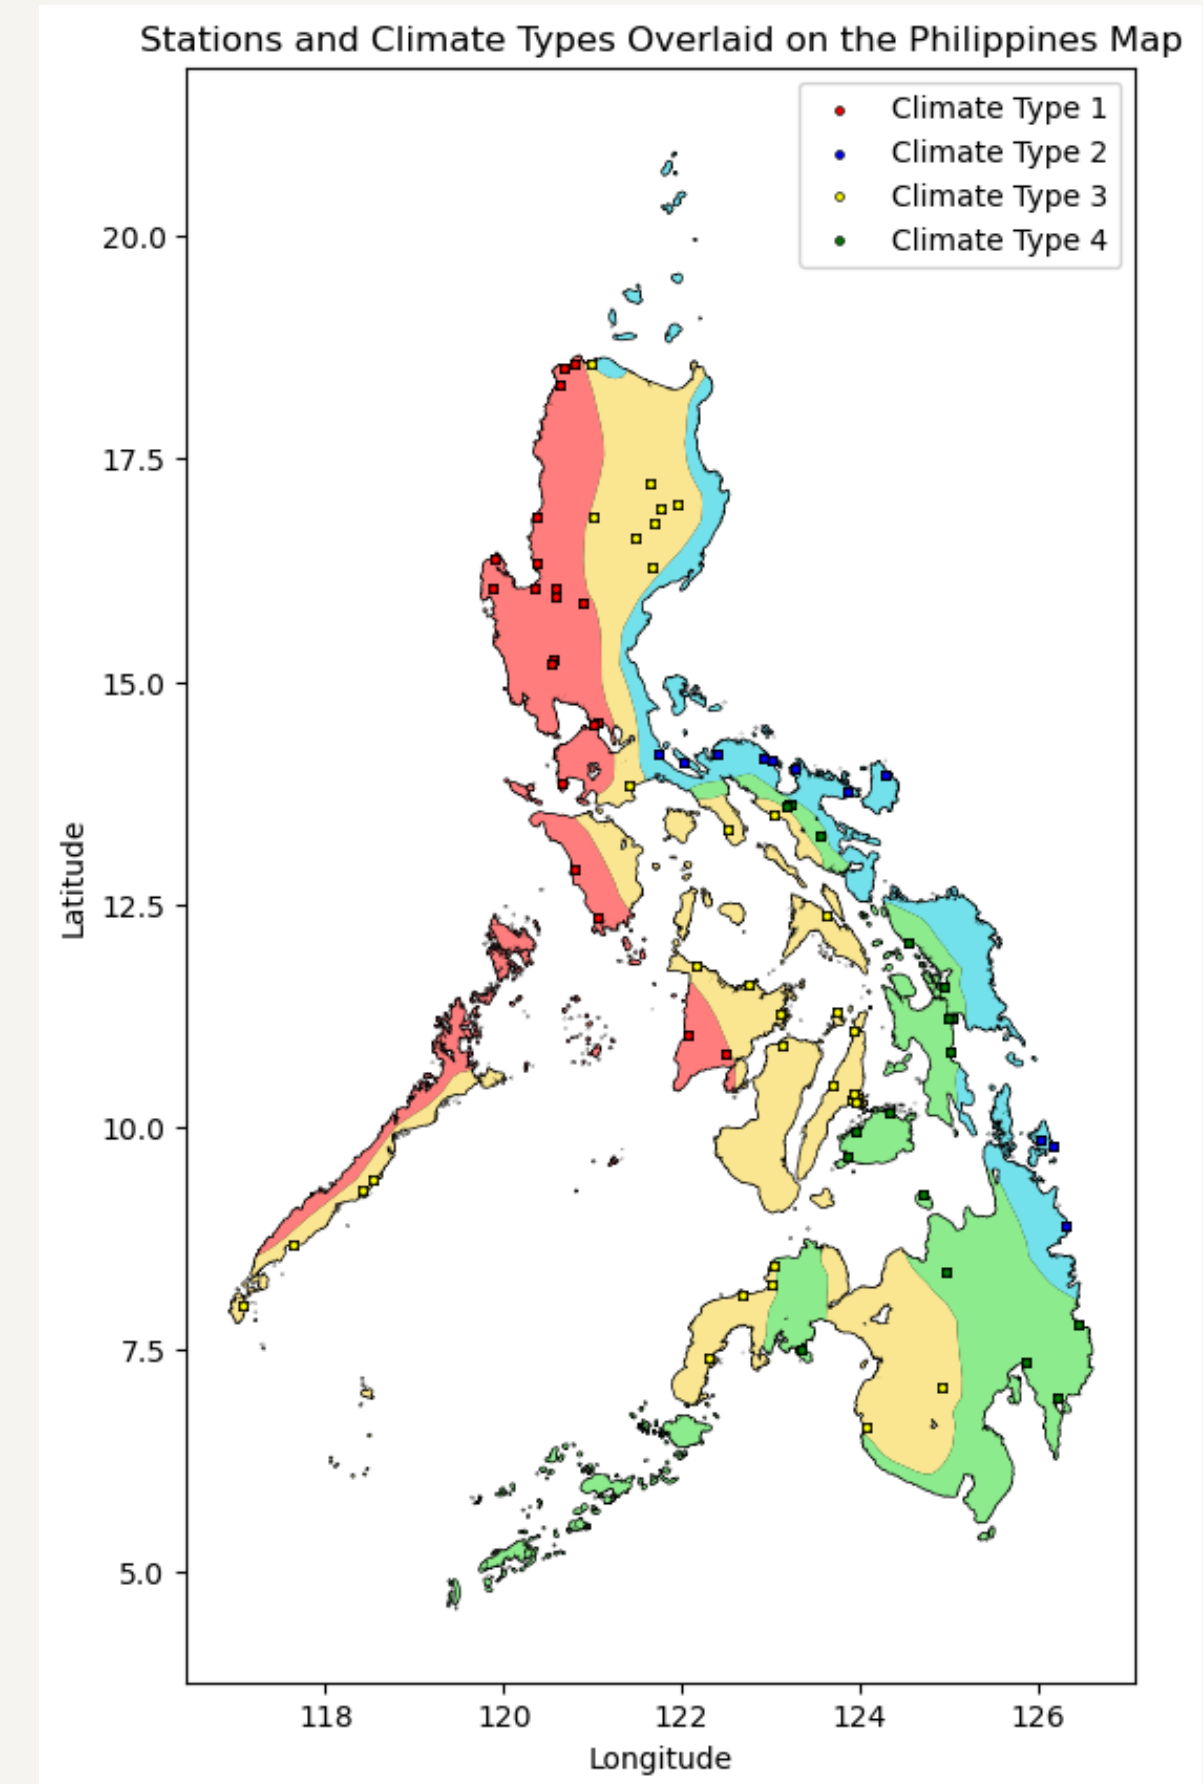 Stations and Climate Types Overlaid on the Philippines Map
Climate Type 1
Climate Type 2
Climate Type 3
Climate Type 4
20.0
17.5
15.0
12.5
10.0
7.5
5.0
Latitude
118 120 122 124 126
Longitude